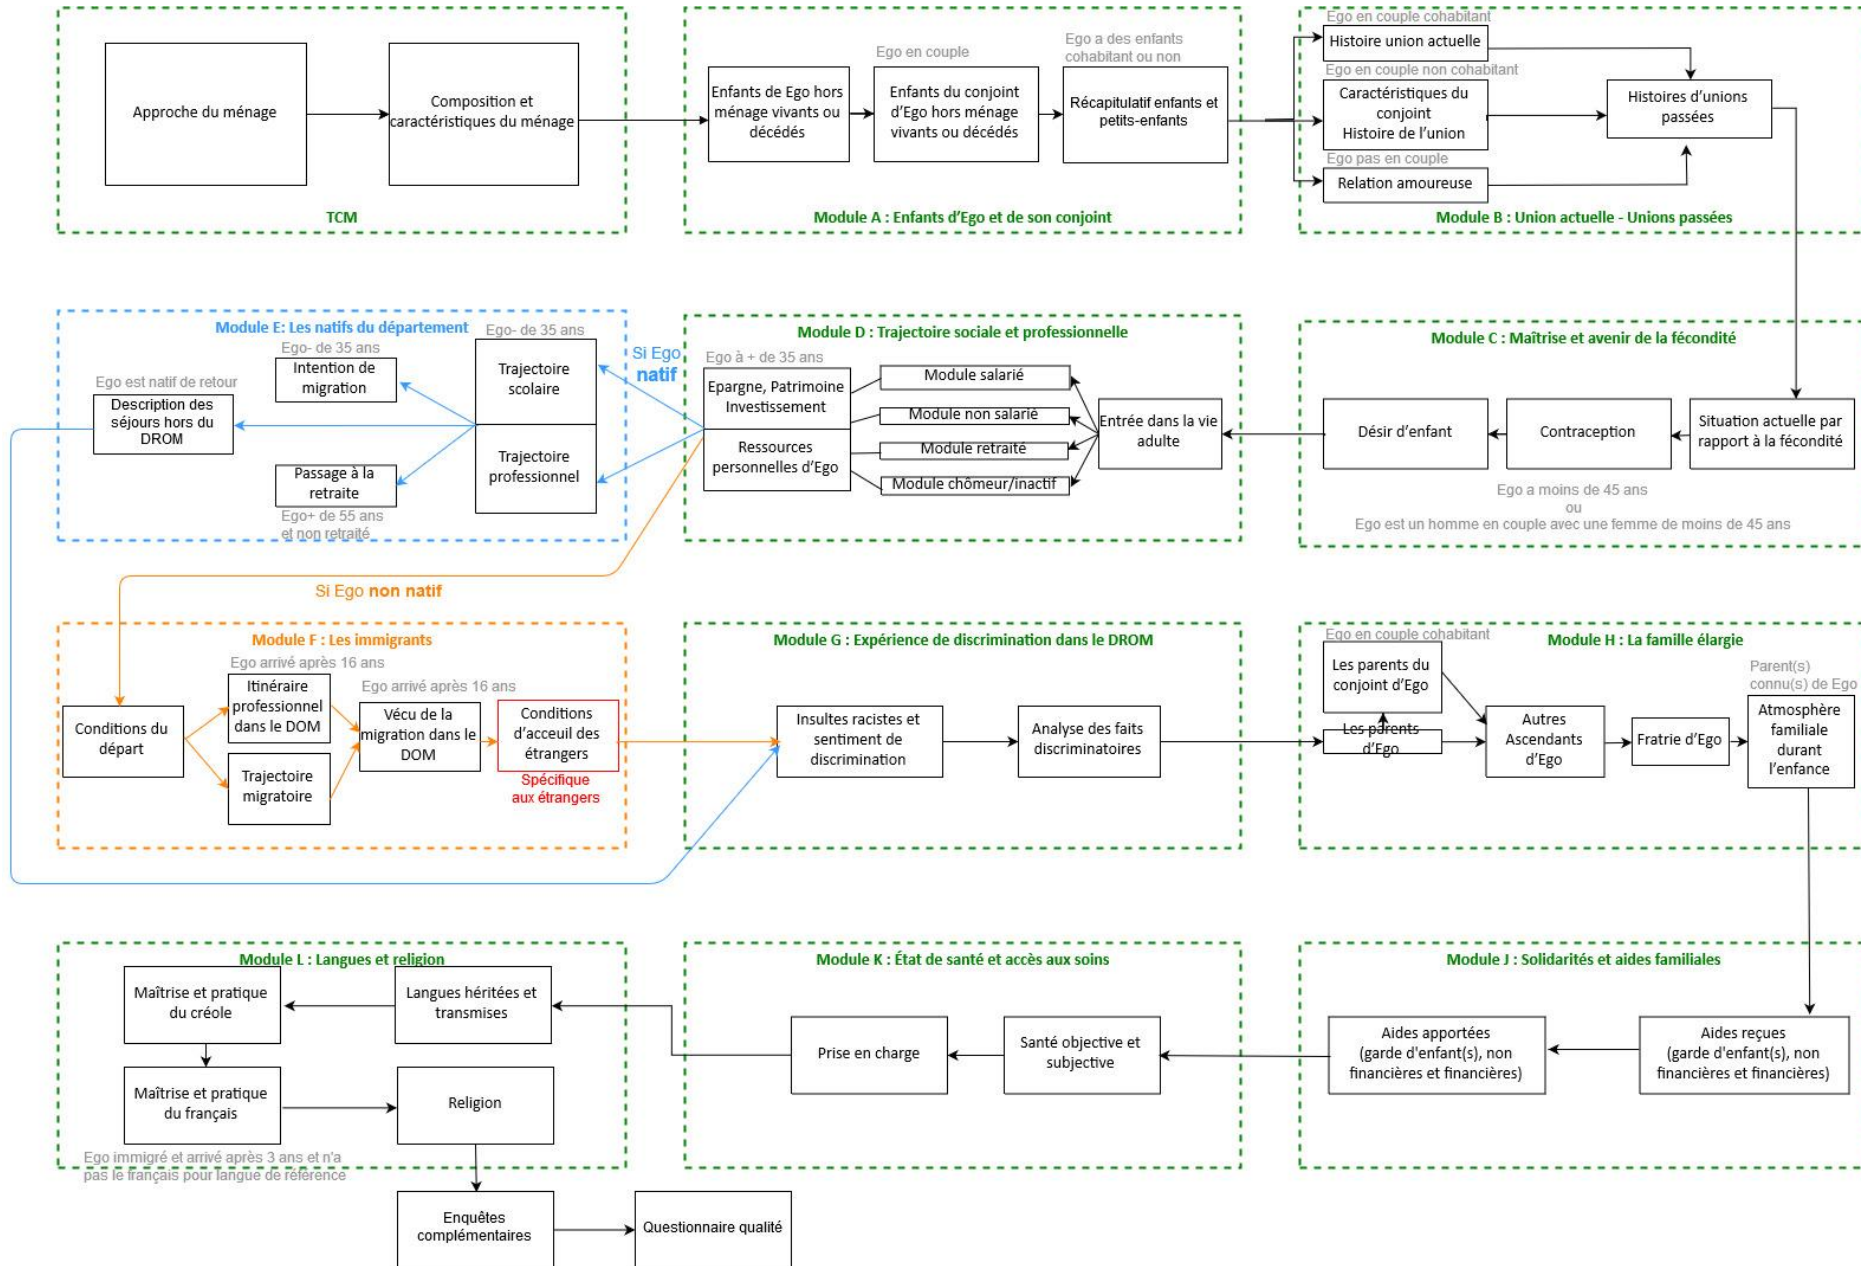 Approche du ménage
Composition et
caractéristiques du ménage
TCM
Enfants de Ego hors
ménage vivants ou
décédés
Ego en couple
Enfants du conjoint
d'Ego hors ménage
vivants ou décédés
Ego a des enfants
cohabitant ou non
Récapitulatif enfants et
petits-enfants
Module A : Enfants d'Ego et de son conjoint
Ego en couple cohabitant
Histoire union actuelle
Ego en couple non cohabitant
Caractéristiques du
conjoint
Histoire de l'union
Ego pas en couple
Relation amoureuse
Histoires d'unions
passées
Module B : Union actuelle - Unions passées
Module C : Maîtrise et avenir de la fécondité
Situation actuelle par
rapport à la fécondité
Contraception
Désir d'enfant
Ego a moins de 45 ans
ou
Ego est un homme en couple avec une femme de moins de 45 ans
Module D : Trajectoire sociale et professionnelle
Entrée dans la vie
adulte
Module salarié
Module non salarié
Module retraité
Module chômeur/inactif
Ego à + de 35 ans
Epargne, Patrimoine
Investissement
Ressources
personnelles d'Ego
Si Ego
natif
Module E: Les natifs du département
Ego- de 35 ans
Trajectoire
scolaire
Trajectoire
professionnel
Ego- de 35 ans
Intention de
migration
Ego est natif de retour
Description des
séjours hors du
DROM
Passage à la
retraite
Ego+ de 55 ans
et non retraité
Si Ego non natif
Module F : Les immigrants
Conditions du
départ
Ego arrivé après 16 ans
Itinéraire
professionnel
dans le DOM
Trajectoire
migratoire
Ego arrivé après 16 ans
Vécu de la
migration dans le
DOM
Conditions
d'acceuil des
étrangers
Spécifique
aux étrangers
Module G : Expérience de discrimination dans le DROM
Insultes racistes et
sentiment de
discrimination
Analyse des faits
discriminatoires
Module H : La famille élargie
Ego en couple cohabitant
Les parents du
conjoint d'Ego
Les parents
d'Ego
Autres
Ascendants
d'Ego
Fratrie d'Ego
Parent(s)
connu(s) de Ego
Atmosphère
familiale
durant
l'enfance
Module J : Solidarités et aides familiales
Aides reçues
(garde d'enfant(s), non
financières et financières)
Aides apportées
(garde d'enfant(s), non
financières et financières)
Module K : État de santé et accès aux soins
Santé objective et
subjective
Prise en charge
Module L : Langues et religion
Langues héritées et
transmises
Maîtrise et pratique
du créole
Maîtrise et pratique
du français
Ego immigré et arrivé après 3 ans et n'a
pas le français pour langue de référence
Religion
Enquêtes
complémentaires
Questionnaire qualité